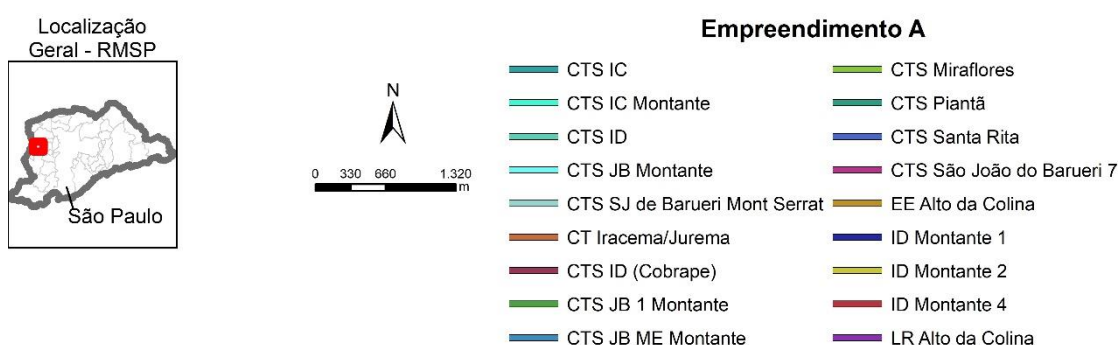 Localização
Geral - RMSP
São Paulo
N
0 330 660 1.320
m
Empreendimento A
CTS IC
CTS IC Montante
CTS ID
CTS JB Montante
CTS SJ de Barueri Mont Serrat
CT Iracema/Jurema
CTS ID (Cobrape)
CTS JB 1 Montante
CTS JB ME Montante
CTS Miraflores
CTS Piantã
CTS Santa Rita
CTS São João do Barueri 7
EE Alto da Colina
ID Montante 1
ID Montante 2
ID Montante 4
LR Alto da Colina